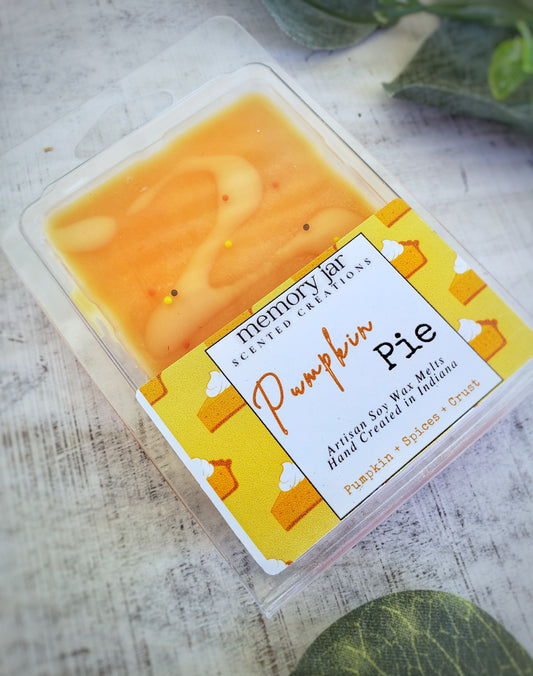 memory jar
SCENTED CREATIONS
Pumpkin
Pie
Artisan Soy Wax Melts
Hand Created in Indiana
Pumpkin + Spices + Crust